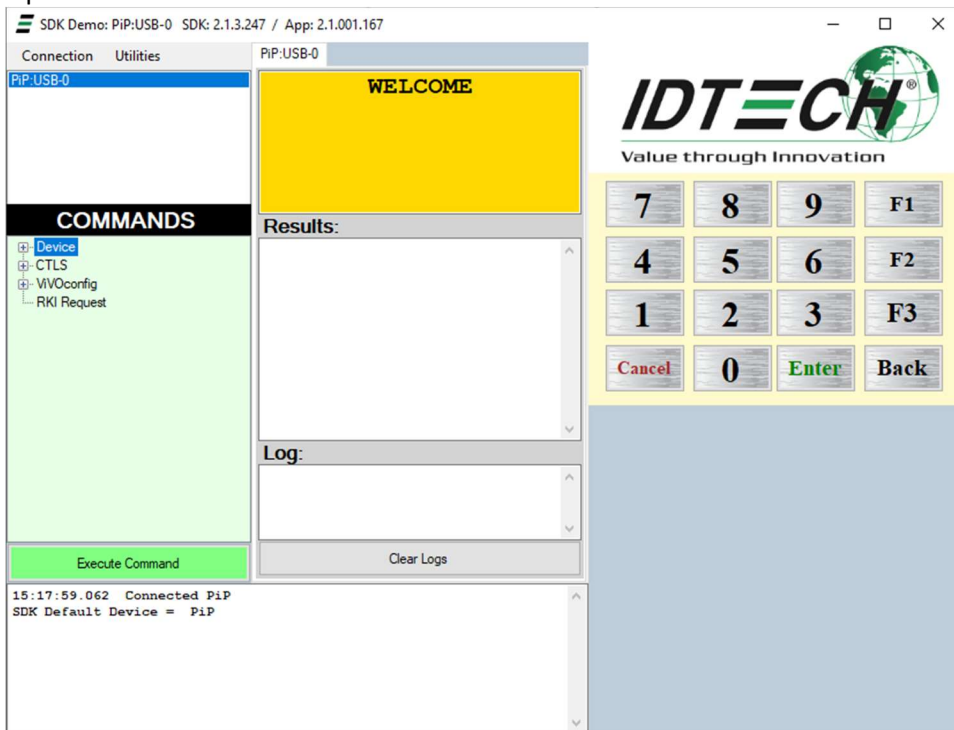 SDK Demo: PiP:USB-0 SDK: 2.1.3.247 / App: 2.1.001.167
Connection Utilities
PiP:USB-0
PiP:USB-0
WELCOME
COMMANDS
Device
CTLS
ViVOconfig
RKI Request
Execute Command
Results:
Log:
Clear Logs
IDTECH®
Value through Innovation
7 8 9 F1
4 5 6 F2
1 2 3 F3
Cancel 0 Enter Back
15:17:59.062 Connected PiP
SDK Default Device = PiP